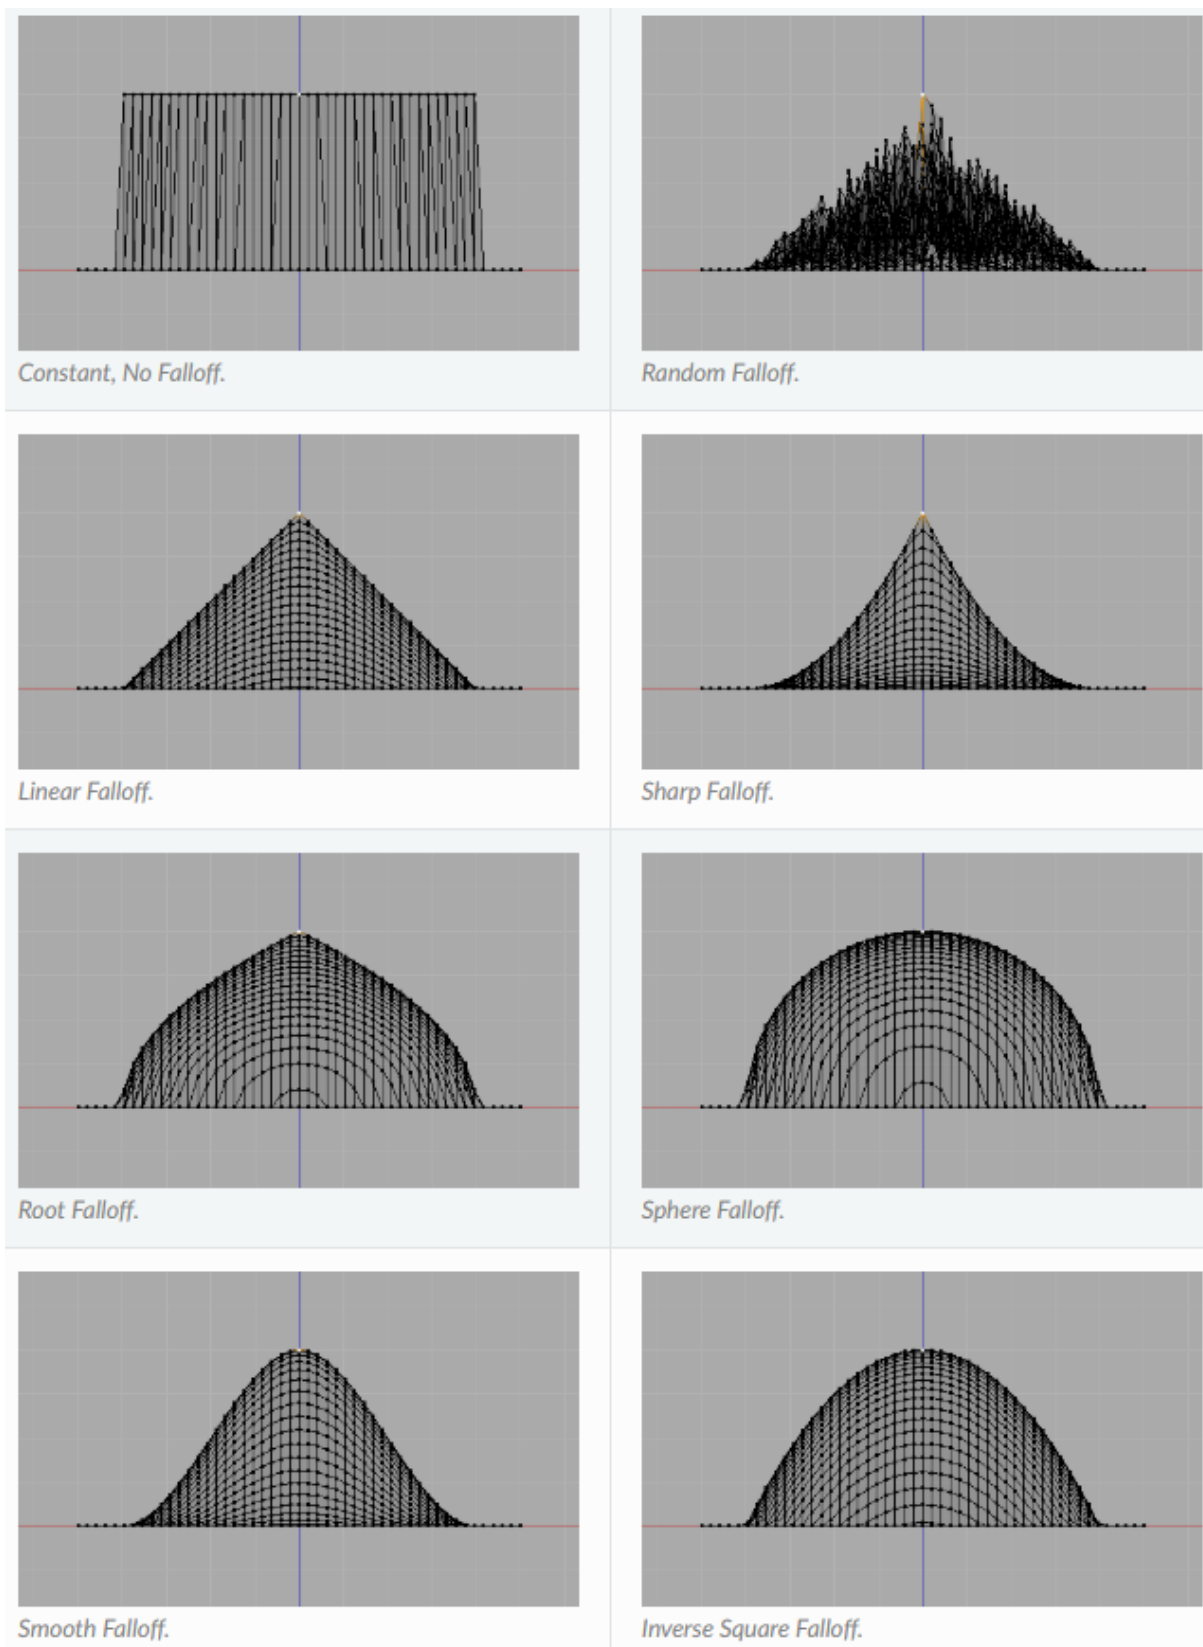 Constant, No Falloff.
Random Falloff.
Linear Falloff.
Sharp Falloff.
Root Falloff.
Sphere Falloff.
Smooth Falloff.
Inverse Square Falloff.